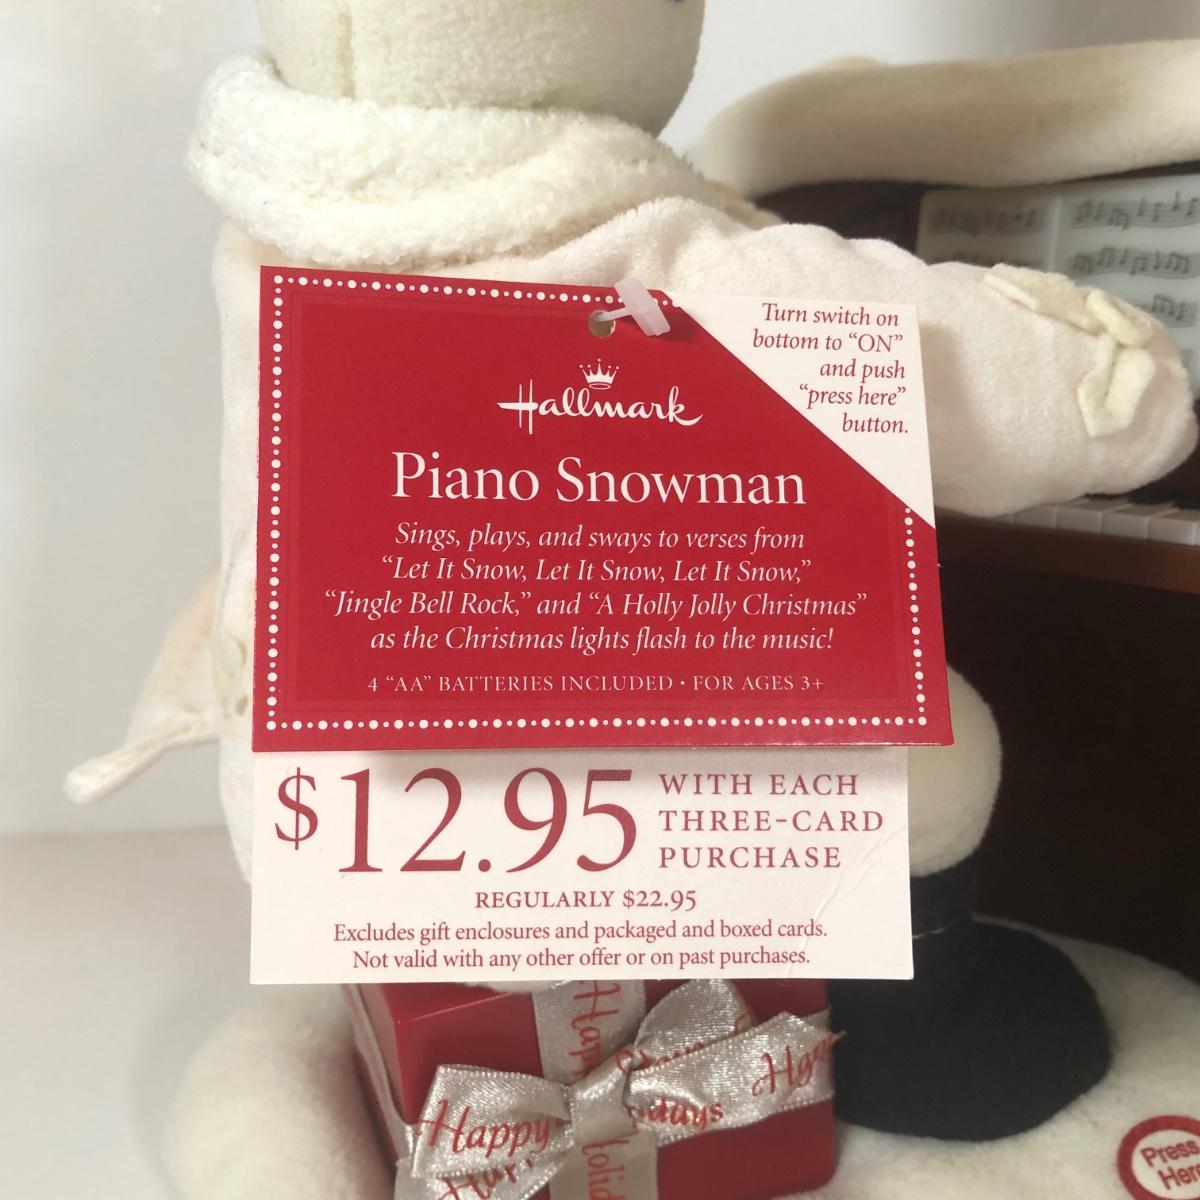 Turn switch on
bottom to “ON”
and push
“press here”
button.
Hallmark
Piano Snowman
Sings, plays, and sways to verses from
“Let It Snow, Let It Snow, Let It Snow,”
“Jingle Bell Rock,” and “A Holly Jolly Christmas”
as the Christmas lights flash to the music!
4 “AA” BATTERIES INCLUDED • FOR AGES 3+
$12.95
WITH EACH
THREE-CARD
PURCHASE
REGULARLY $22.95
Excludes gift enclosures and packaged and boxed cards.
Not valid with any other offer or on past purchases.
Happy
Press
Here